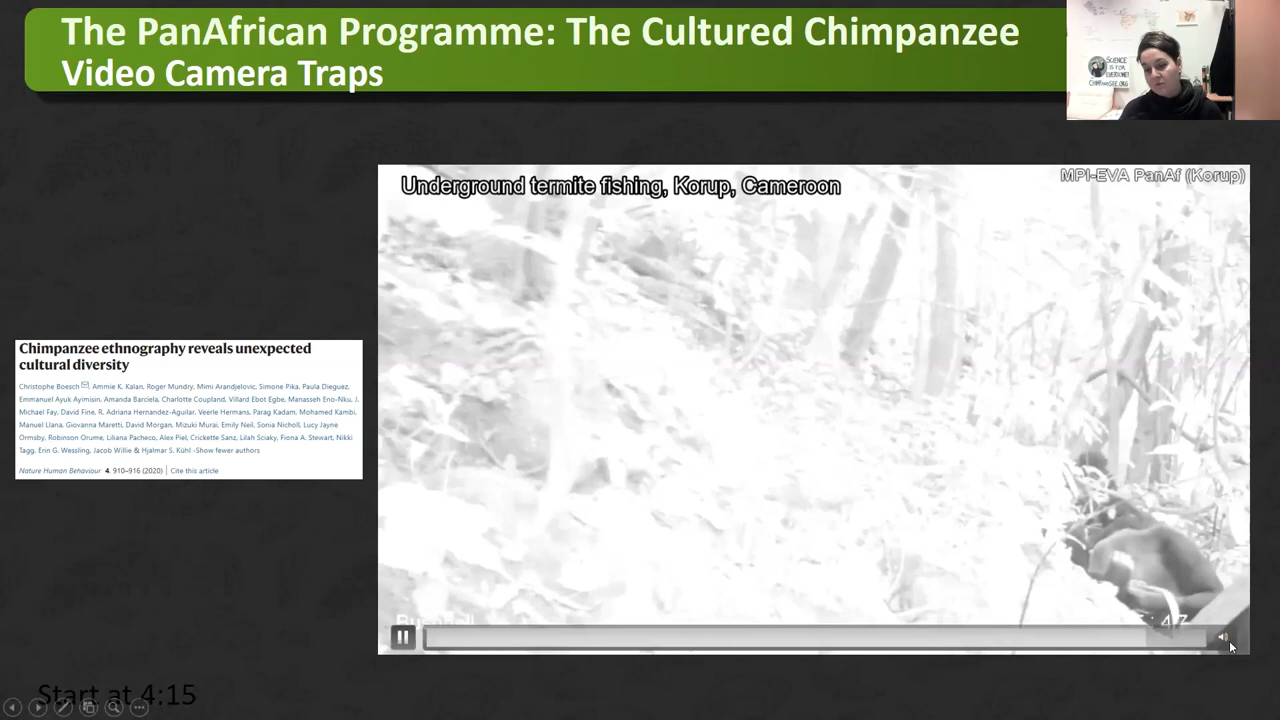 The PanAfrican Programme: The Cultured Chimpanzee
Video Camera Traps
SCIENCE
IS FOR
EVERYONE!
CHIMPANDSEE.ORG
Underground termite fishing, Korup, Cameroon
MPI-EVA PanAf (Korup)
Chimpanzee ethnography reveals unexpected
cultural diversity
Christophe Boesch, Ammie K. Kalan, Roger Mundry, Mimi Arandjelovic, Simone Pika, Paula Dieguez,
Emmanuel Ayuk Ayimisin, Amanda Barciela, Charlotte Coupland, Villard Ebot Egbe, Manasseh Eno-Nku, J.
Michael Fay, David Fine, R. Adriana Hernandez-Aguilar, Veerle Hermans, Parag Kadam, Mohamed Kambi,
Manuel Llana, Giovanna Maretti, David Morgan, Mizuki Murai, Emily Neil, Sonia Nicholl, Lucy Jayne
Ormsby, Robinson Orume, Liliana Pacheco, Alex Piel, Crickette Sanz, Lilah Sciaky, Fiona A. Stewart, Nikki
Tagg, Erin G. Wessling, Jacob Willie & Hjalmar S. Kühl -Show fewer authors
Nature Human Behaviour 4, 910–916 (2020) | Cite this article
Start at 4:15